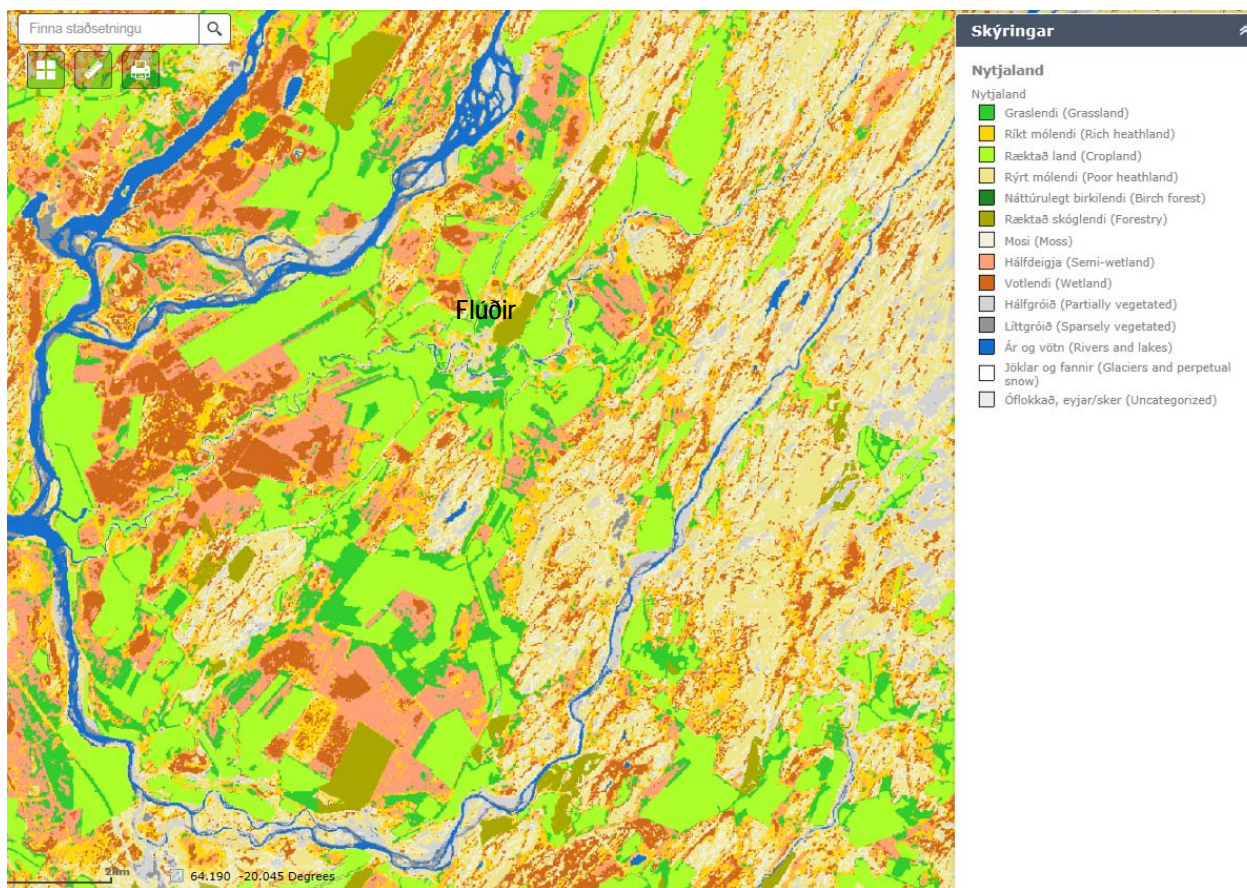 Finna staðsetningu
Flúðir
2km
64.190 -20.045 Degrees
Skýringar
Nytjaland
Nytjaland
Graslendi (Grassland)
Ríkt mólendi (Rich heathland)
Ræktað land (Cropland)
Rýrt mólendi (Poor heathland)
Náttúrulegt birkilendi (Birch forest)
Ræktað skóglendi (Forestry)
Mosi (Moss)
Hálfdeigja (Semi-wetland)
Votlendi (Wetland)
Hálfgróið (Partially vegetated)
Líttgróið (Sparsely vegetated)
Ár og vötn (Rivers and lakes)
Jöklar og fannir (Glaciers and perpetual
snow)
Óflokkað, eyjar/sker (Uncategorized)